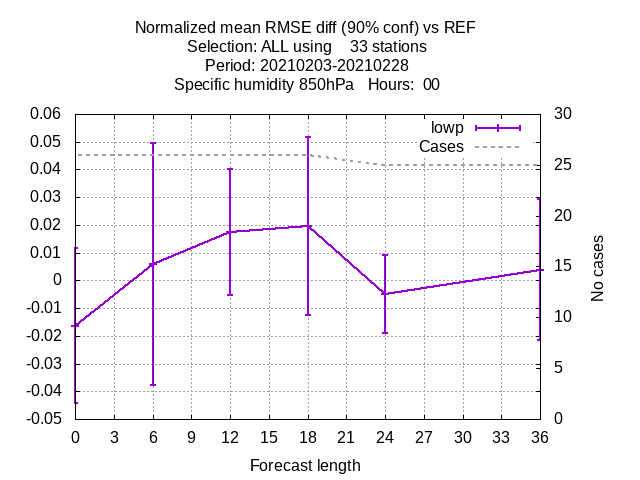 Normalized mean RMSE diff (90% conf) vs REF
Selection: ALL using    33 stations
Period: 20210203-20210228
Specific humidity 850hPa   Hours:  00
0.06
0.05
0.04
0.03
0.02
0.01
0
-0.01
-0.02
-0.03
-0.04
-0.05
lowp
Cases
30
25
20
15
10
5
0
No cases
0 3 6 9 12 15 18 21 24 27 30 33 36
Forecast length